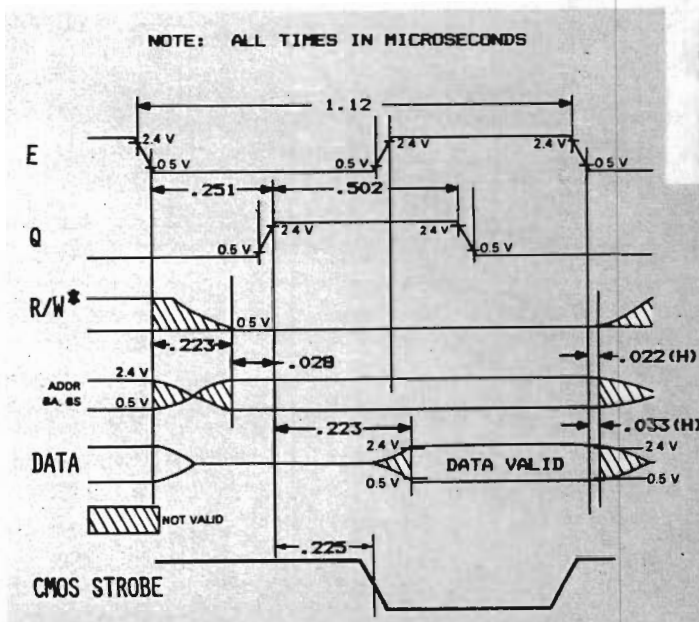 NOTE: ALL TIMES IN MICROSECONDS
1.12
E
2.4 V
0.5 V
0.5 V
2.4 V
2.4 V
0.5 V
.251
.502
Q
0.5 V
2.4 V
2.4 V
0.5 V
R/W*
0.5 V
.223
.028
.022(H)
ADDR
BA, BS
2.4 V
0.5 V
.223
.033(H)
DATA
2.4 V
0.5 V
DATA VALID
2.4 V
0.5V
NOT VALID
.225
CMOS STROBE